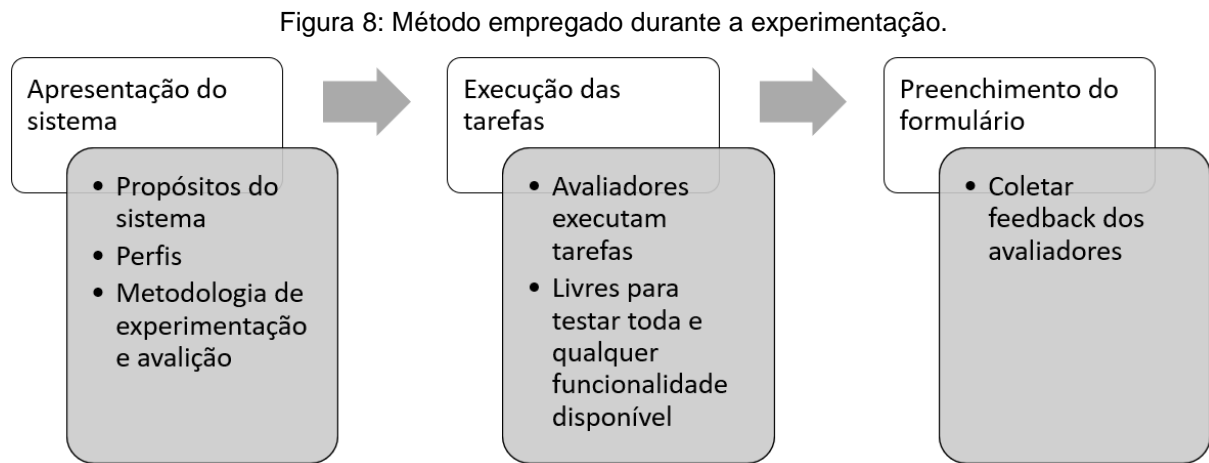 Figura 8: Método empregado durante a experimentação.
Apresentação do
sistema
• Propósitos do
sistema
• Perfis
• Metodologia de
experimentação
e avalição
Execução das
tarefas
• Avaliadores
executam
tarefas
• Livres para
testar toda e
qualquer
funcionalidade
disponível
Preenchimento do
formulário
• Coletar
feedback dos
avaliadores